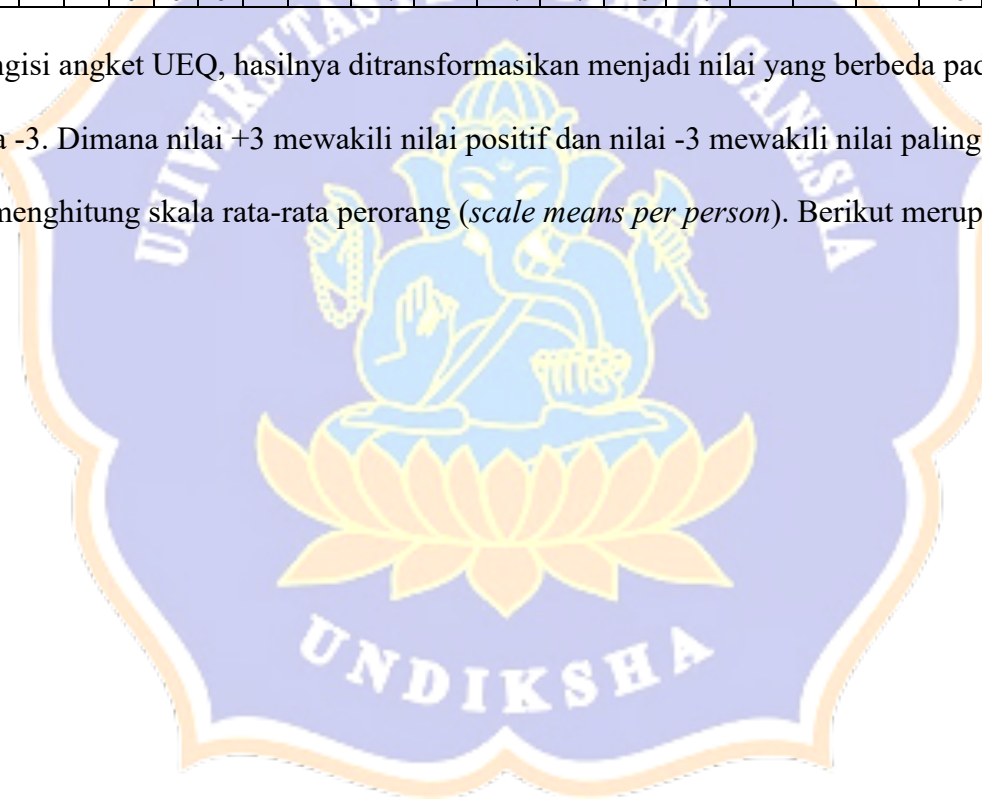 ngisi angket UEQ, hasilnya ditransformasikan menjadi nilai yang berbeda pad
a -3. Dimana nilai +3 mewakili nilai positif dan nilai -3 mewakili nilai paling
menghitung skala rata-rata perorang (scale means per person). Berikut merup
UNDIKSHA